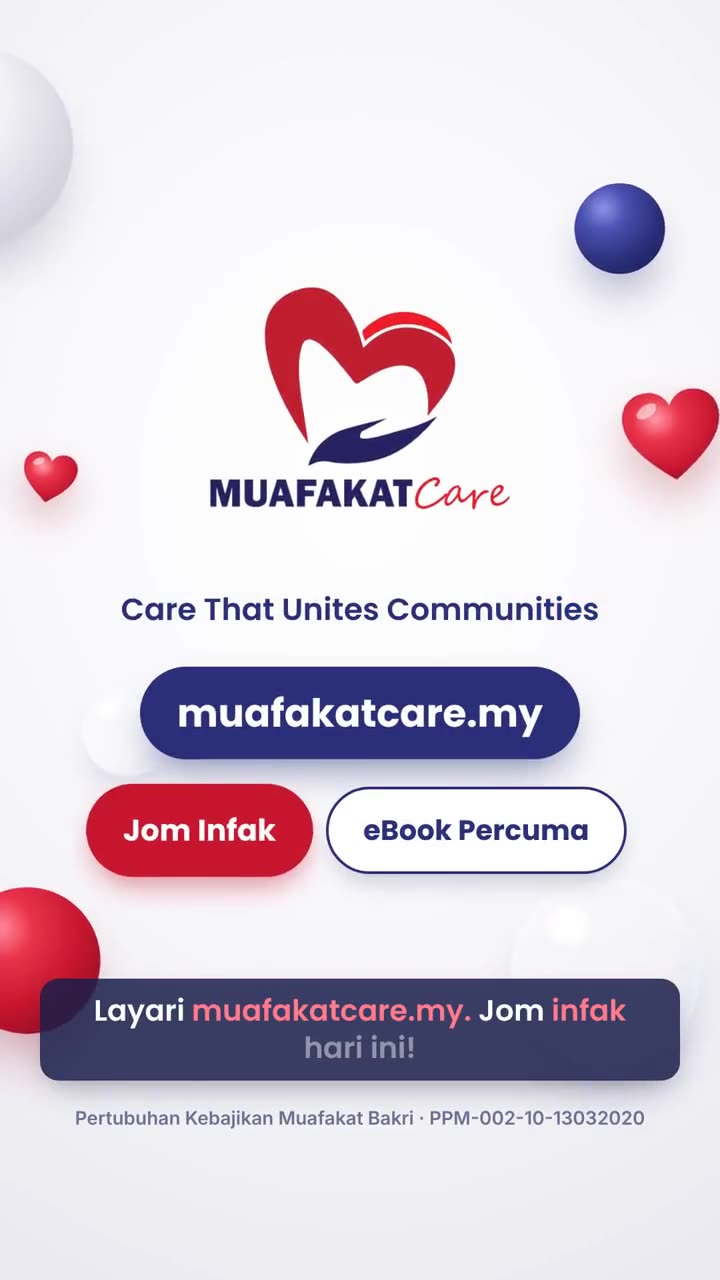 MUAFAKATCare
Care That Unites Communities
muafakatcare.my
Jom Infak
eBook Percuma
Layari muafakatcare.my. Jom infak
hari ini!
Pertubuhan Kebajikan Muafakat Bakri · PPM-002-10-13032020